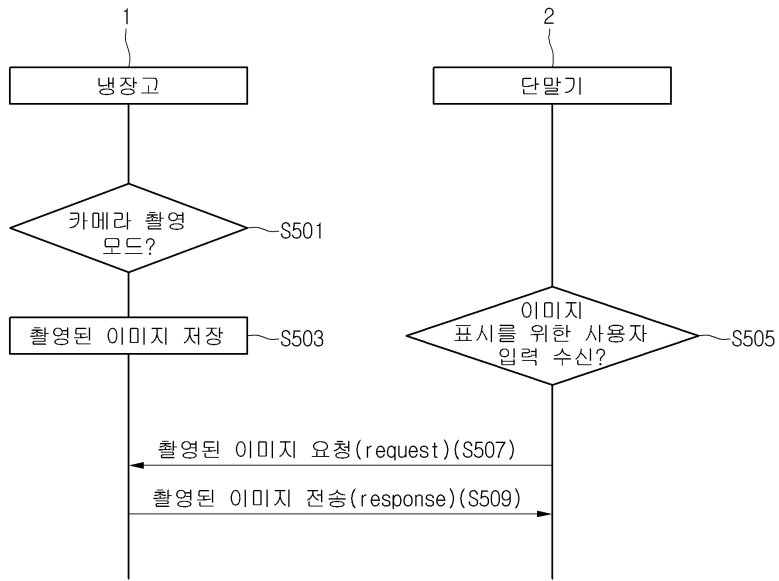 1
2
냉장고
단말기
카메라 촬영
모드?
S501
촬영된 이미지 저장
S503
이미지
표시를 위한 사용자
입력 수신?
S505
촬영된 이미지 요청(request)(S507)
촬영된 이미지 전송(response)(S509)